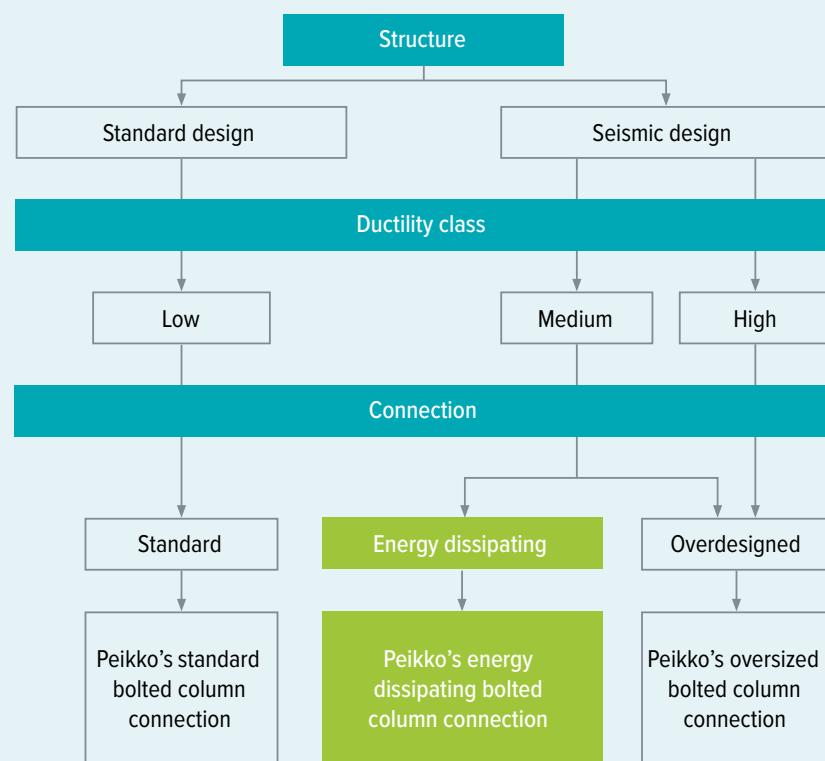 Structure
Standard design
Seismic design
Ductility class
Low
Medium
High
Connection
Standard
Energy dissipating
Overdesigned
Peikko’s standard
bolted column
connection
Peikko’s energy
dissipating bolted
column connection
Peikko’s oversized
bolted column
connection